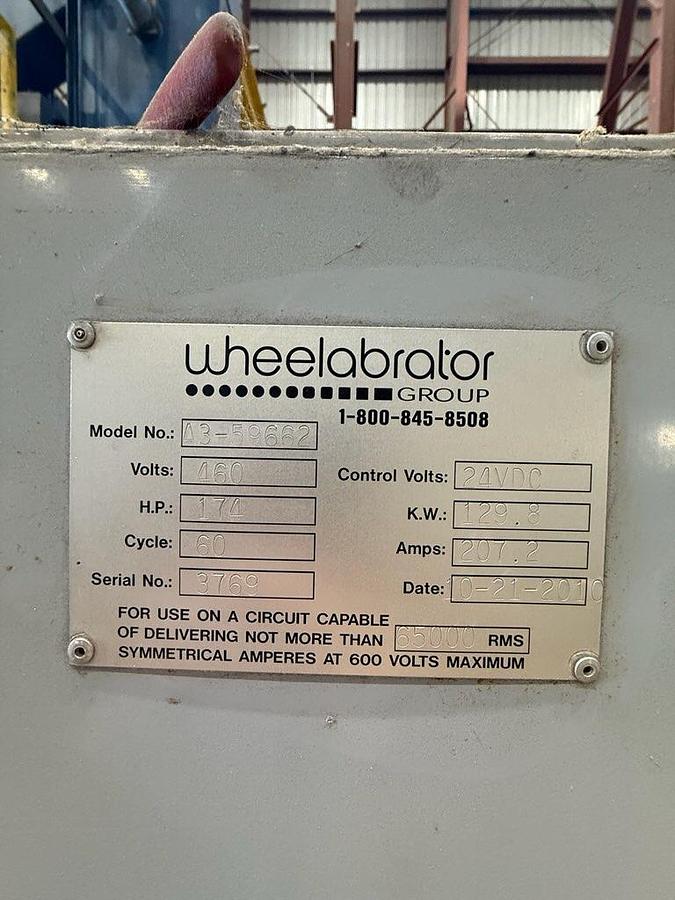 wheelabrator
GROUP
1-800-845-8508
Model No.: A3-59662
Volts: 460 Control Volts: 24VDC
H.P.: 174 K.W.: 129.8
Cycle: 60 Amps: 207.2
Serial No.: 3769 Date: 10-21-2010
FOR USE ON A CIRCUIT CAPABLE
OF DELIVERING NOT MORE THAN 65000 RMS
SYMMETRICAL AMPERES AT 600 VOLTS MAXIMUM